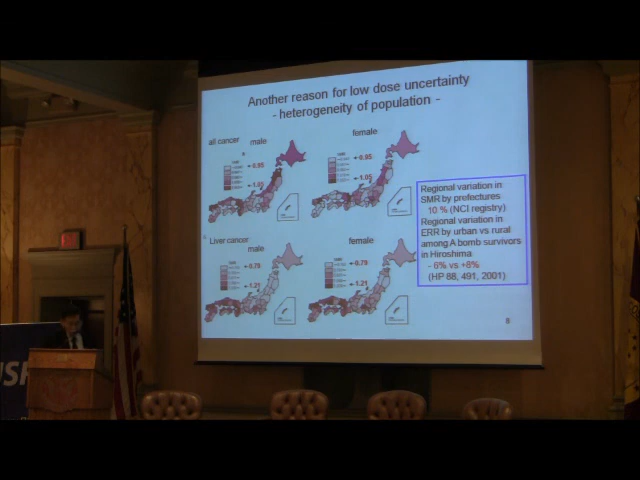 Another reason for low dose uncertainty
- heterogeneity of population -
all cancer
male
female
0.95
1.05
0.95
1.05
Liver cancer
male
female
0.79
1.21
0.79
1.21
Regional variation in
SMR by prefectures
10 % (NCI registry)
Regional variation in
ERR by urban vs rural
among A bomb survivors
in Hiroshima
- 6% vs +8%
(HP 88, 491, 2001)
8